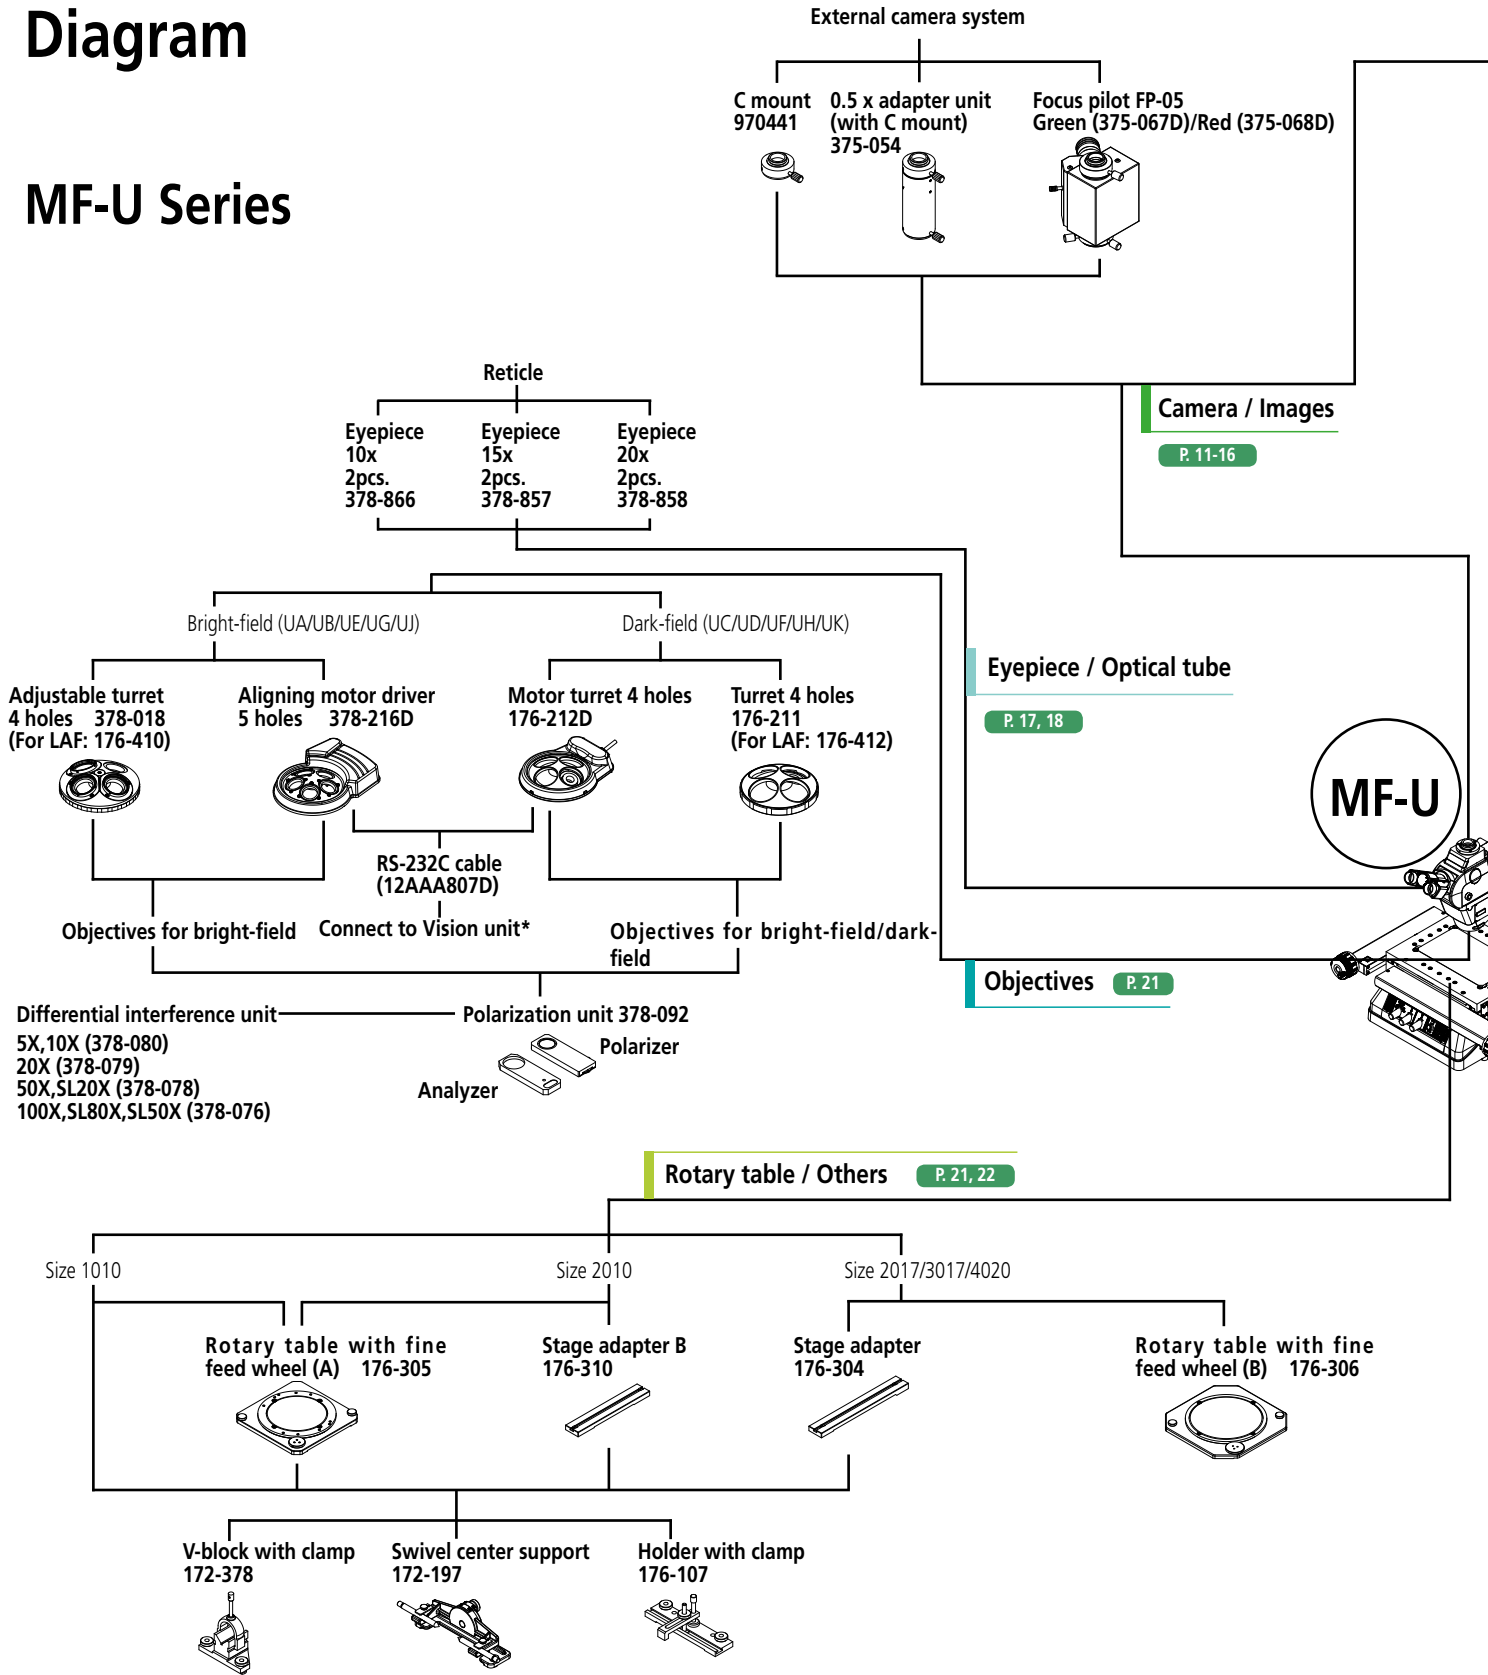 Diagram
MF-U Series
External camera system
C mount
970441
0.5 x adapter unit
(with C mount)
375-054
Focus pilot FP-05
Green (375-067D)/Red (375-068D)
Camera / Images
P. 11-16
Reticle
Eyepiece
10x
2pcs.
378-866
Eyepiece
15x
2pcs.
378-857
Eyepiece
20x
2pcs.
378-858
Bright-field (UA/UB/UE/UG/UJ)
Dark-field (UC/UD/UF/UH/UK)
Eyepiece / Optical tube
P. 17, 18
Adjustable turret
4 holes 378-018
(For LAF: 176-410)
Aligning motor driver
5 holes 378-216D
Motor turret 4 holes
176-212D
Turret 4 holes
176-211
(For LAF: 176-412)
MF-U
RS-232C cable
(12AAA807D)
Connect to Vision unit*
Objectives for bright-field
Objectives for bright-field/dark-
field
Objectives
P. 21
Differential interference unit
5X,10X (378-080)
20X (378-079)
50X,SL20X (378-078)
100X,SL80X,SL50X (378-076)
Polarization unit 378-092
Polarizer
Analyzer
Rotary table / Others
P. 21, 22
Size 1010
Size 2010
Size 2017/3017/4020
Rotary table with fine
feed wheel (A) 176-305
Stage adapter B
176-310
Stage adapter
176-304
Rotary table with fine
feed wheel (B) 176-306
V-block with clamp
172-378
Swivel center support
172-197
Holder with clamp
176-107